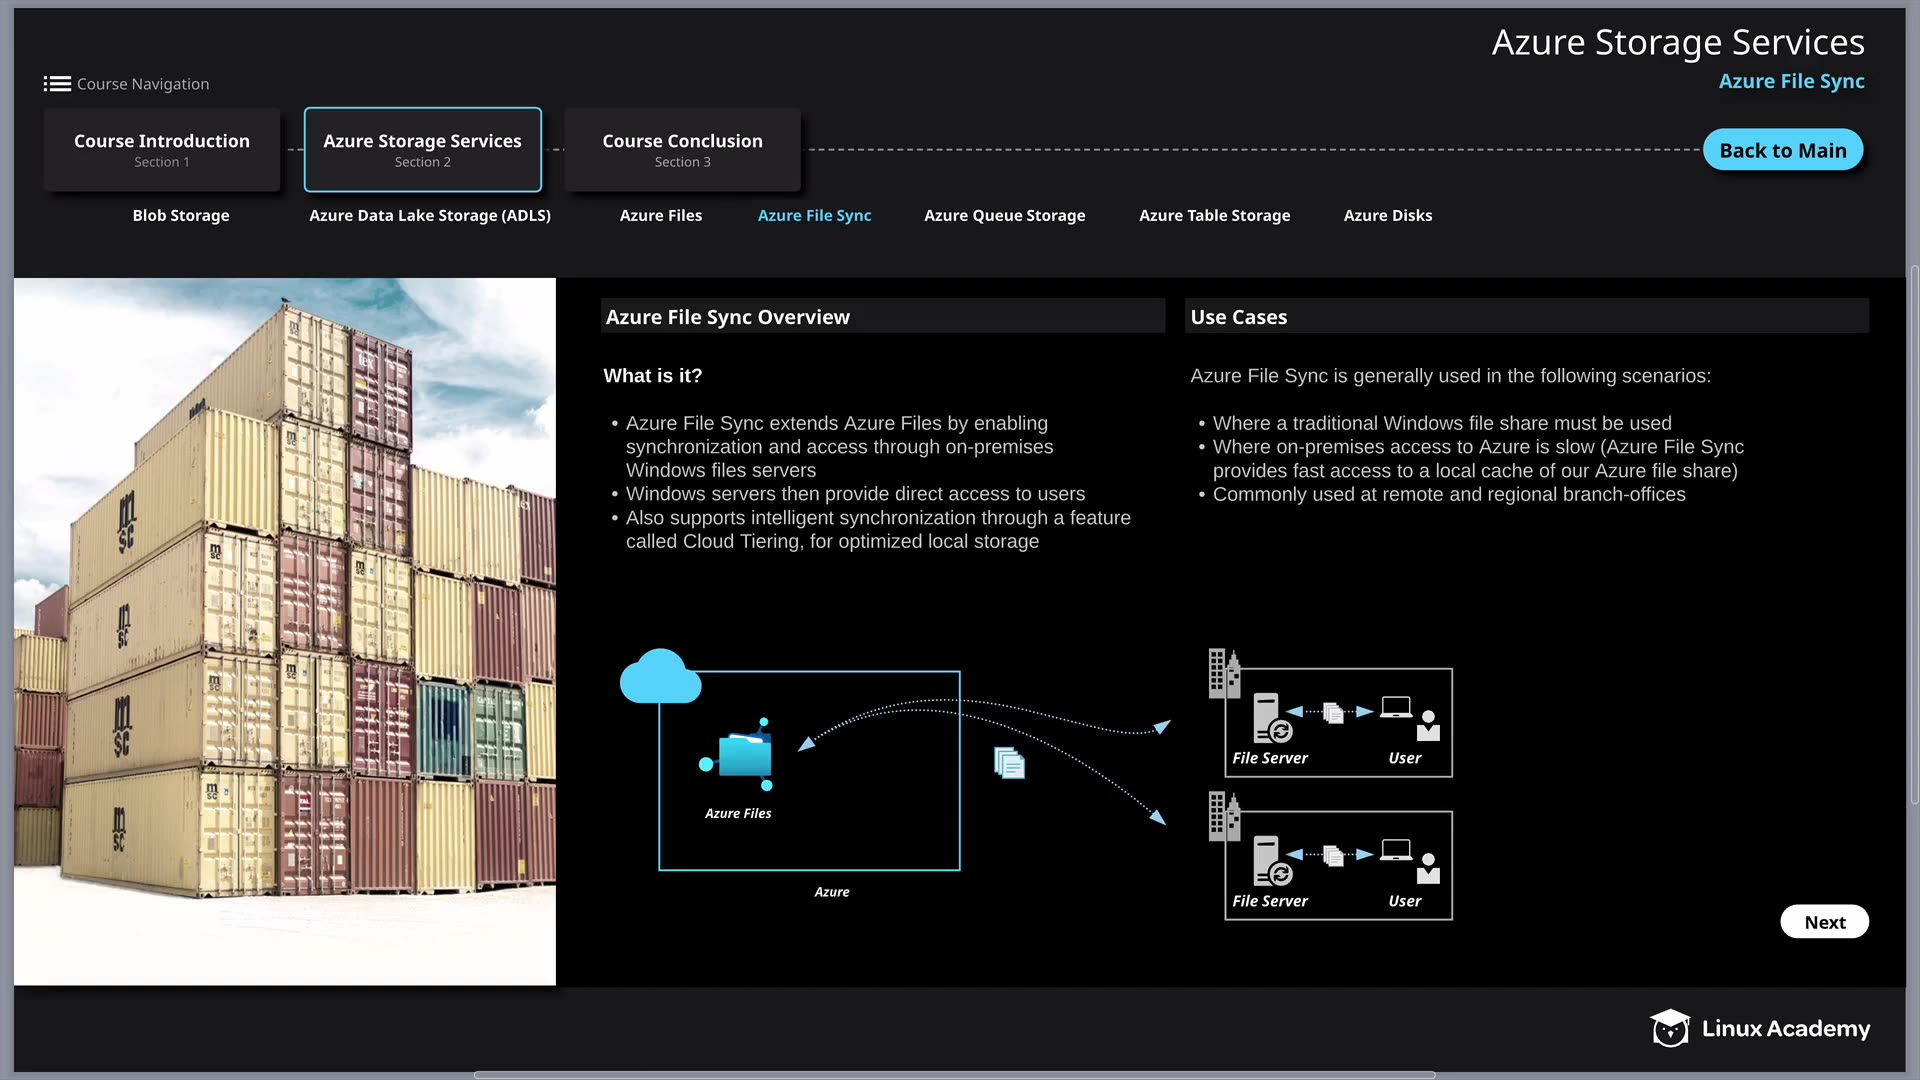 Azure Storage Services
Azure File Sync
Course Navigation
Course Introduction
Section 1
Azure Storage Services
Section 2
Course Conclusion
Section 3
Back to Main
Blob Storage
Azure Data Lake Storage (ADLS)
Azure Files
Azure File Sync
Azure Queue Storage
Azure Table Storage
Azure Disks
Azure File Sync Overview
What is it?
• Azure File Sync extends Azure Files by enabling
synchronization and access through on-premises
Windows files servers
• Windows servers then provide direct access to users
• Also supports intelligent synchronization through a feature
called Cloud Tiering, for optimized local storage
Use Cases
Azure File Sync is generally used in the following scenarios:
• Where a traditional Windows file share must be used
• Where on-premises access to Azure is slow (Azure File Sync
provides fast access to a local cache of our Azure file share)
• Commonly used at remote and regional branch-offices
Azure Files
Azure
File Server
User
File Server
User
Next
Linux Academy
msc
msc
msc
msc
tex